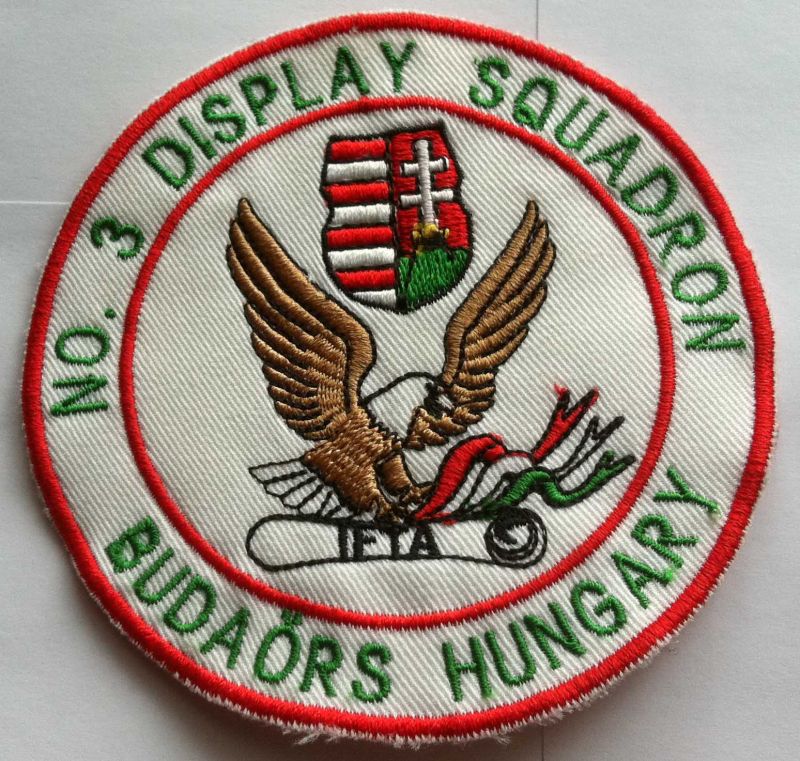 NO. 3 DISPLAY SQUADRON
IFTA
BUDAÖRS HUNGARY